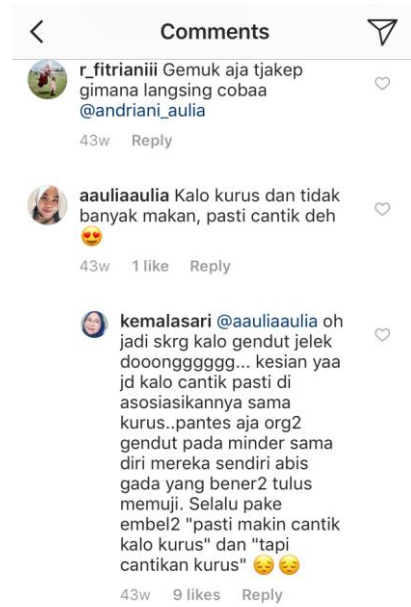 Comments
r_fitrianiii Gemuk aja tjakep
gimana langsing cobaa
@andriani_aulia
43w Reply
aauliaaulia Kalo kurus dan tidak
banyak makan, pasti cantik deh
😍
43w 1 like Reply
kemalasari @aauliaaulia oh
jadi skrg kalo gendut jelek
dooongggggg... kesian yaa
jd kalo cantik pasti di
asosiasikannya sama
kurus..pantes aja org2
gendut pada minder sama
diri mereka sendiri abis
gada yang bener2 tulus
memuji. Selalu pake
embel2 "pasti makin cantik
kalo kurus" dan "tapi
cantikan kurus" 😔😔
43w 9 likes Reply